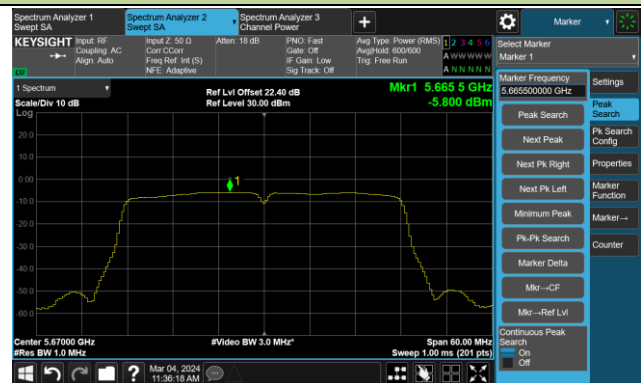 Spectrum Analyzer 1
Swept SA
Spectrum Analyzer 2
Swept SA
Spectrum Analyzer 3
Channel Power
Marker
KEYSIGHT
Input: RF
Coupling: AC
Align: Auto
Input Z: 50 Ω
Corr CCorr
Freq Ref: Int (S)
NFE: Adaptive
Atten: 18 dB
PNO: Fast
Gate: Off
IF Gain: Low
Sig Track: Off
Avg Type: Power (RMS)
Avg|Hold: 600/600
Trig: Free Run
1 2 3 4 5 6
A W W W W W
A N N N N N
Select Marker
Marker 1
1 Spectrum
Scale/Div 10 dB
Ref Lvl Offset 22.40 dB
Ref Level 30.00 dBm
Mkr1 5.665 5 GHz
-5.800 dBm
Log
20.0
10.0
0.00
-10.0
-20.0
-30.0
-40.0
-50.0
-60.0
1
Center 5.67000 GHz
#Res BW 1.0 MHz
#Video BW 3.0 MHz*
Span 60.00 MHz
Sweep 1.00 ms (201 pts)
Marker Frequency
5.665500000 GHz
Peak Search
Next Peak
Next Pk Right
Next Pk Left
Minimum Peak
Pk-Pk Search
Marker Delta
Mkr→CF
Mkr→Ref Lvl
Continuous Peak
Search
On
Off
Settings
Peak
Search
Pk Search
Config
Properties
Marker
Function
Marker→
Counter
Mar 04, 2024
11:36:18 AM